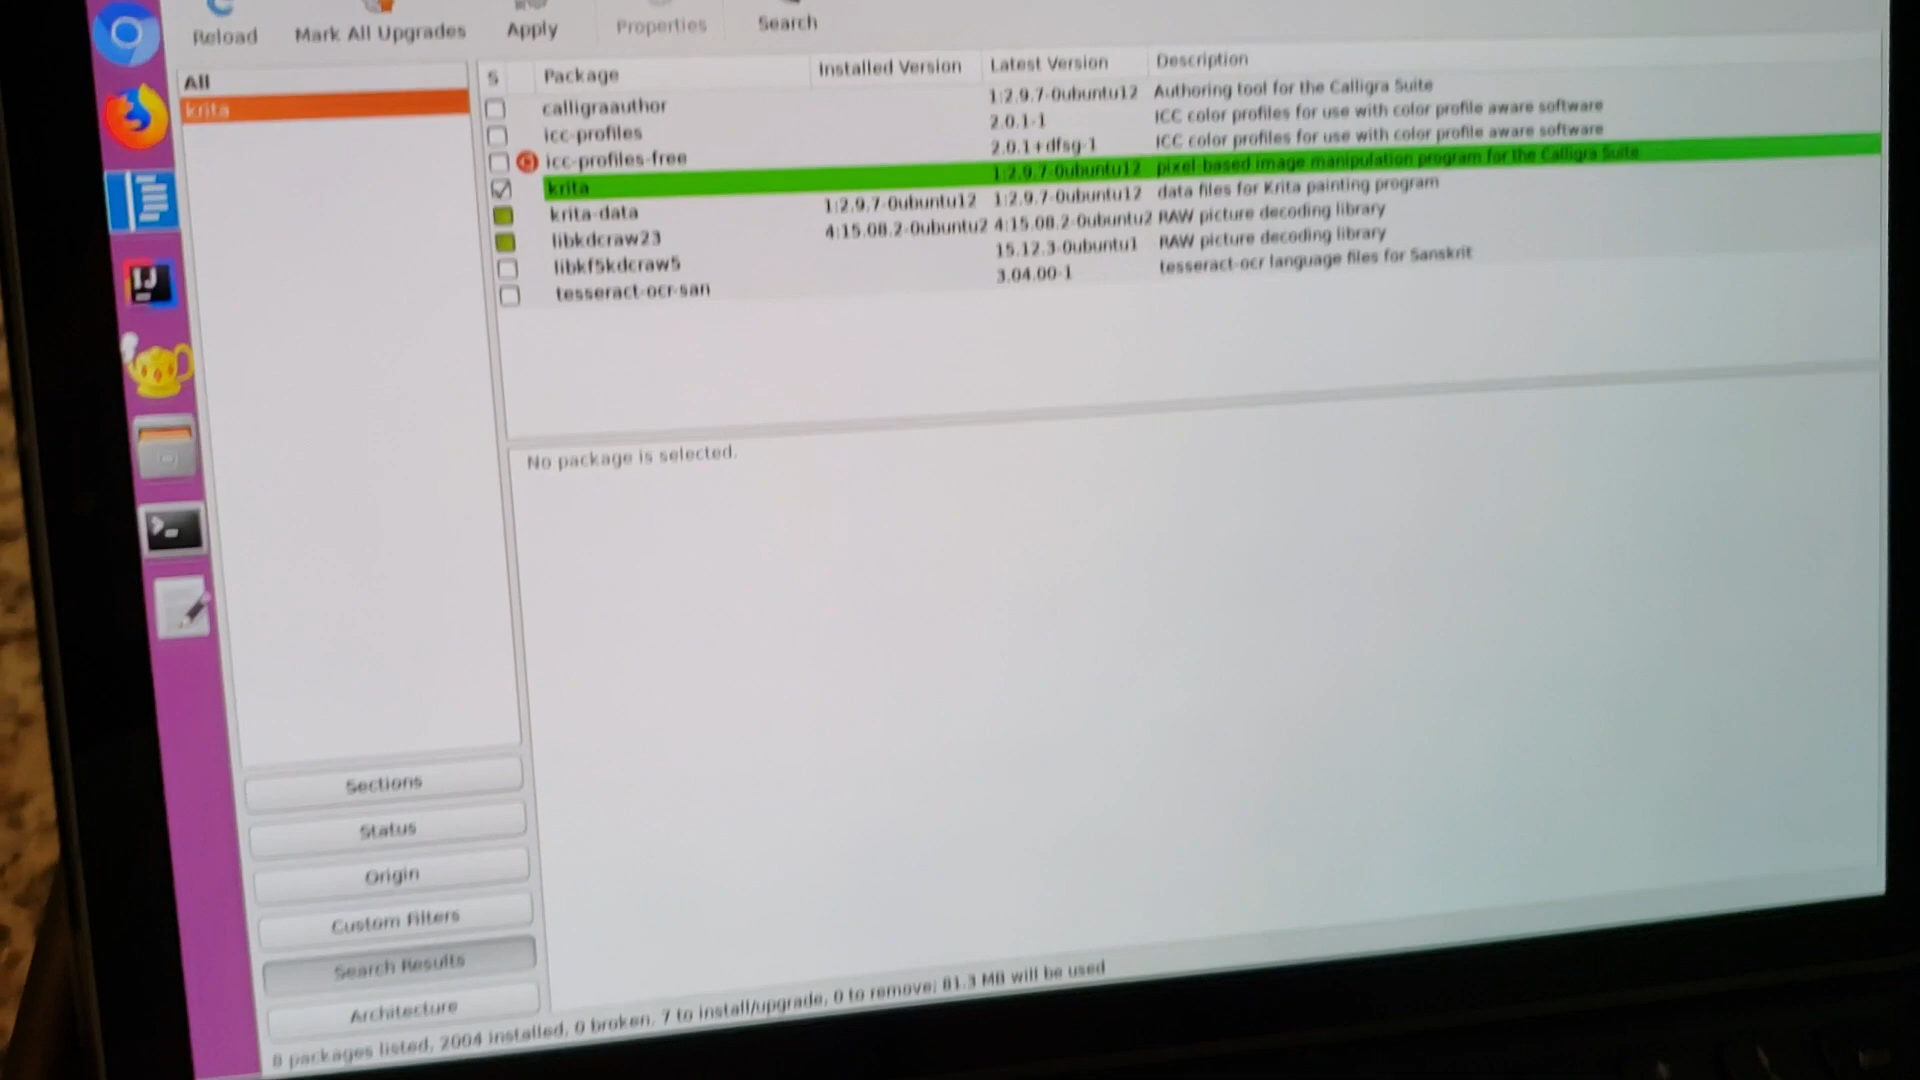 Reload Mark All Upgrades Apply Properties Search
All
krita
S Package Installed Version Latest Version Description
calligraauthor 1:2.9.7-0ubuntu12 Authoring tool for the Calligra Suite
icc-profiles 2.0.1-1 ICC color profiles for use with color profile aware software
icc-profiles-free 2.0.1+dfsg-1 ICC color profiles for use with color profile aware software
krita 1:2.9.7-0ubuntu12 pixel-based image manipulation program for the Calligra Suite
krita-data 1:2.9.7-0ubuntu12 1:2.9.7-0ubuntu12 data files for Krita painting program
libkdcraw23 4:15.08.2-0ubuntu2 4:15.08.2-0ubuntu2 RAW picture decoding library
libkf5kdcraw5 15.12.3-0ubuntu1 RAW picture decoding library
tesseract-ocr-san 3.04.00-1 tesseract-ocr language files for Sanskrit
No package is selected.
Sections
Status
Origin
Custom Filters
Search Results
Architecture
8 packages listed, 2004 installed, 0 broken. 7 to install/upgrade, 0 to remove; 81.3 MB will be used